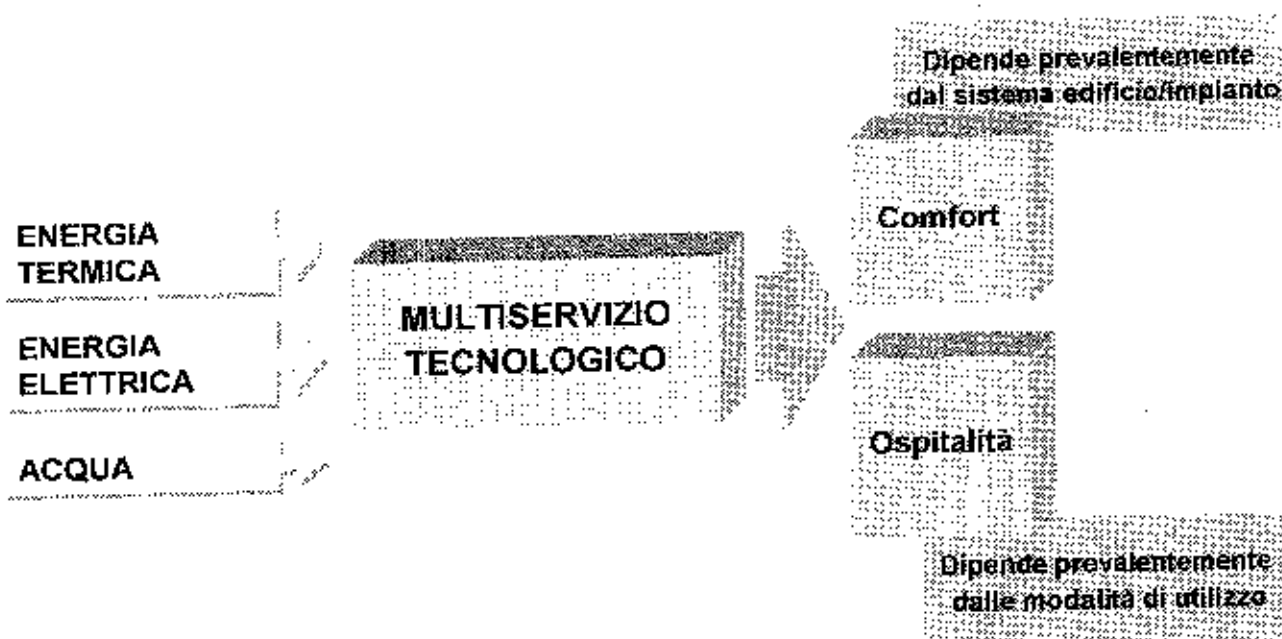 Dipende prevalentemente
dal sistema edificio/impianto
Comfort
ENERGIA
TERMICA
MULTISERVIZIO
TECNOLOGICO
ENERGIA
ELETTRICA
ACQUA
Ospitalità
Dipende prevalentemente
dalle modalità di utilizzo